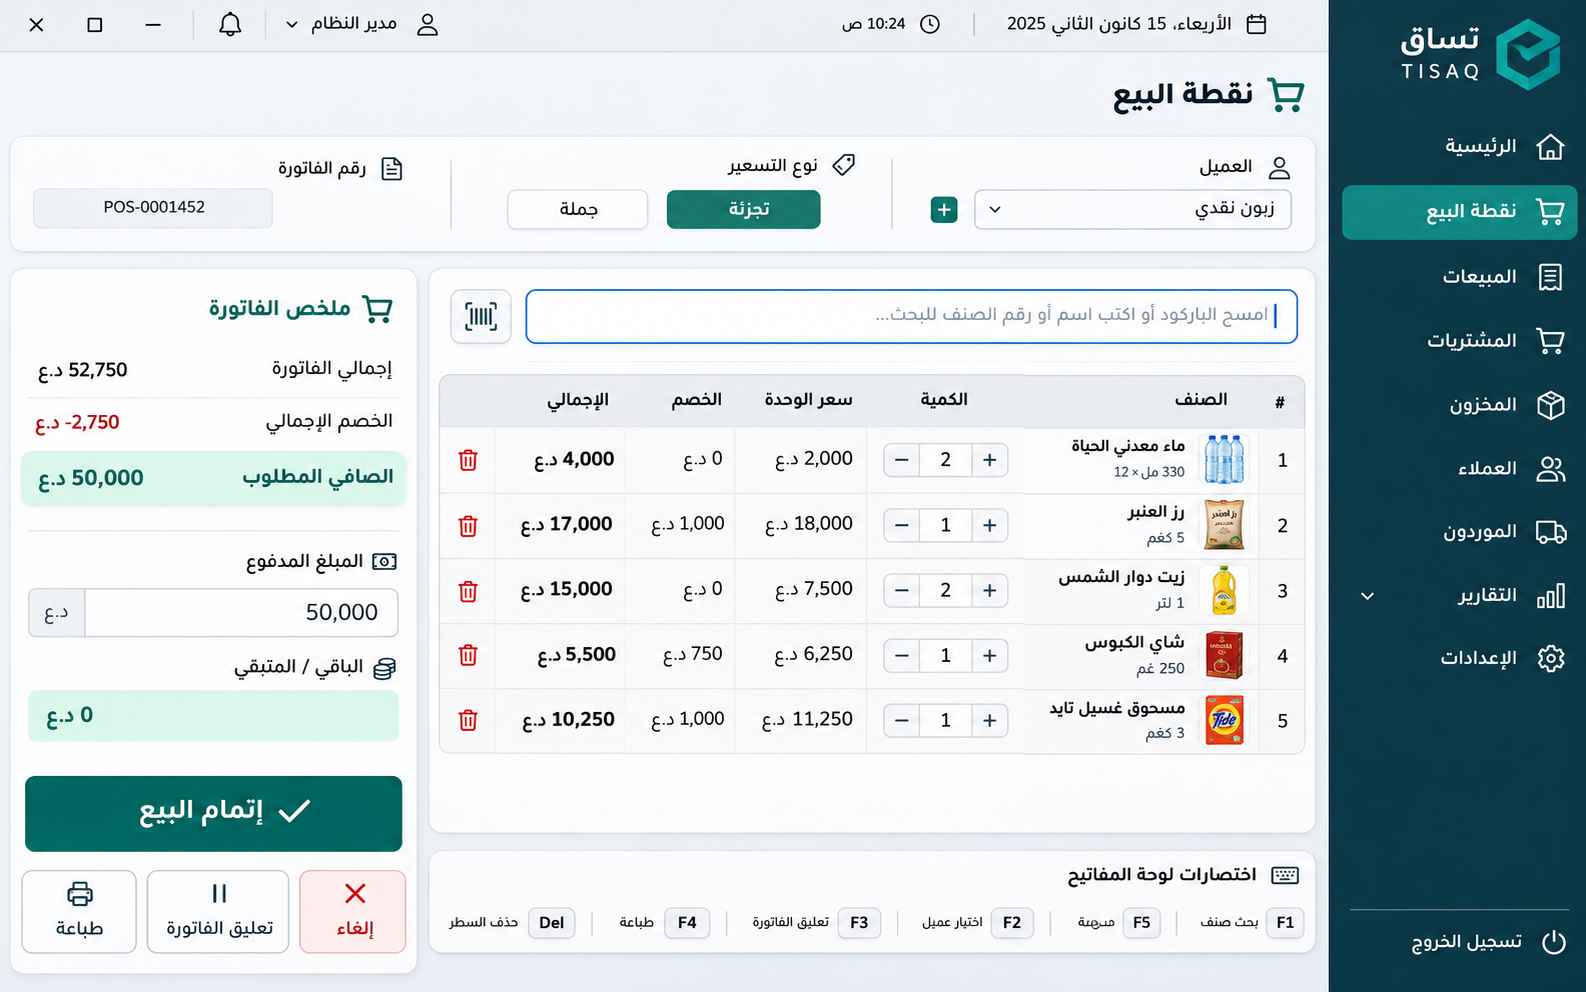 تساق
TISAQ
الرئيسية
نقطة البيع
المبيعات
المشتريات
المخزون
العملاء
الموردون
التقارير
الإعدادات
تسجيل الخروج
الأربعاء، 15 كانون الثاني 2025
10:24 ص
مدير النظام
نقطة البيع
العميل
زبون نقدي
نوع التسعير
تجزئة
جملة
رقم الفاتورة
POS-0001452
امسح الباركود أو اكتب اسم أو رقم الصنف للبحث...
# الصنف الكمية سعر الوحدة الخصم الإجمالي
1 ماء معدني الحياة 2 2,000 د.ع 0 د.ع 4,000 د.ع
330 مل × 12
2 رز العنبر 1 18,000 د.ع 1,000 د.ع 17,000 د.ع
5 كغم
3 زيت دوار الشمس 2 7,500 د.ع 0 د.ع 15,000 د.ع
1 لتر
4 شاي الكبوس 1 6,250 د.ع 750 د.ع 5,500 د.ع
250 غم
5 مسحوق غسيل تايد 1 11,250 د.ع 1,000 د.ع 10,250 د.ع
3 كغم
Tide
اختصارات لوحة المفاتيح
F1 بحث صنف
F5
F2 اختيار عميل
F3 تعليق الفاتورة
F4 طباعة
Del حذف السطر
ملخص الفاتورة
إجمالي الفاتورة 52,750 د.ع
الخصم الإجمالي -2,750 د.ع
الصافي المطلوب 50,000 د.ع
المبلغ المدفوع
50,000 د.ع
الباقي / المتبقي
0 د.ع
إتمام البيع
إلغاء
تعليق الفاتورة
طباعة